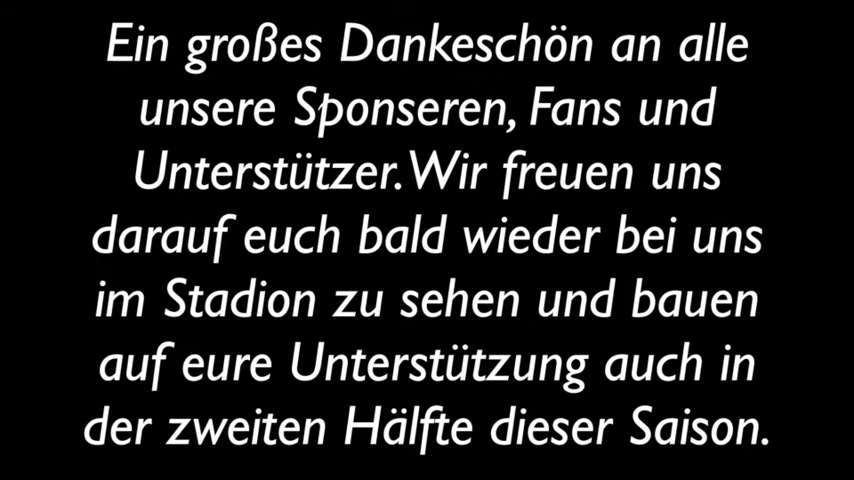 Ein großes Dankeschön an alle
unsere Sponseren, Fans und
Unterstützer. Wir freuen uns
darauf euch bald wieder bei uns
im Stadion zu sehen und bauen
auf eure Unterstützung auch in
der zweiten Hälfte dieser Saison.